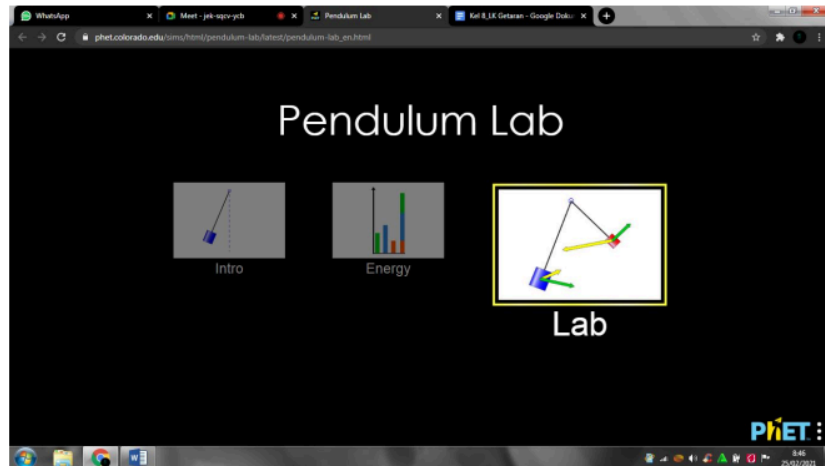 WhatsApp
Meet - jek-sqcv-ycb
Pendulum Lab
Kel 8_LK Getaran - Google Doku
phet.colorado.edu/sims/html/pendulum-lab/latest/pendulum-lab_en.html
Pendulum Lab
Intro
Energy
Lab
PhET
8:46
25/02/2021